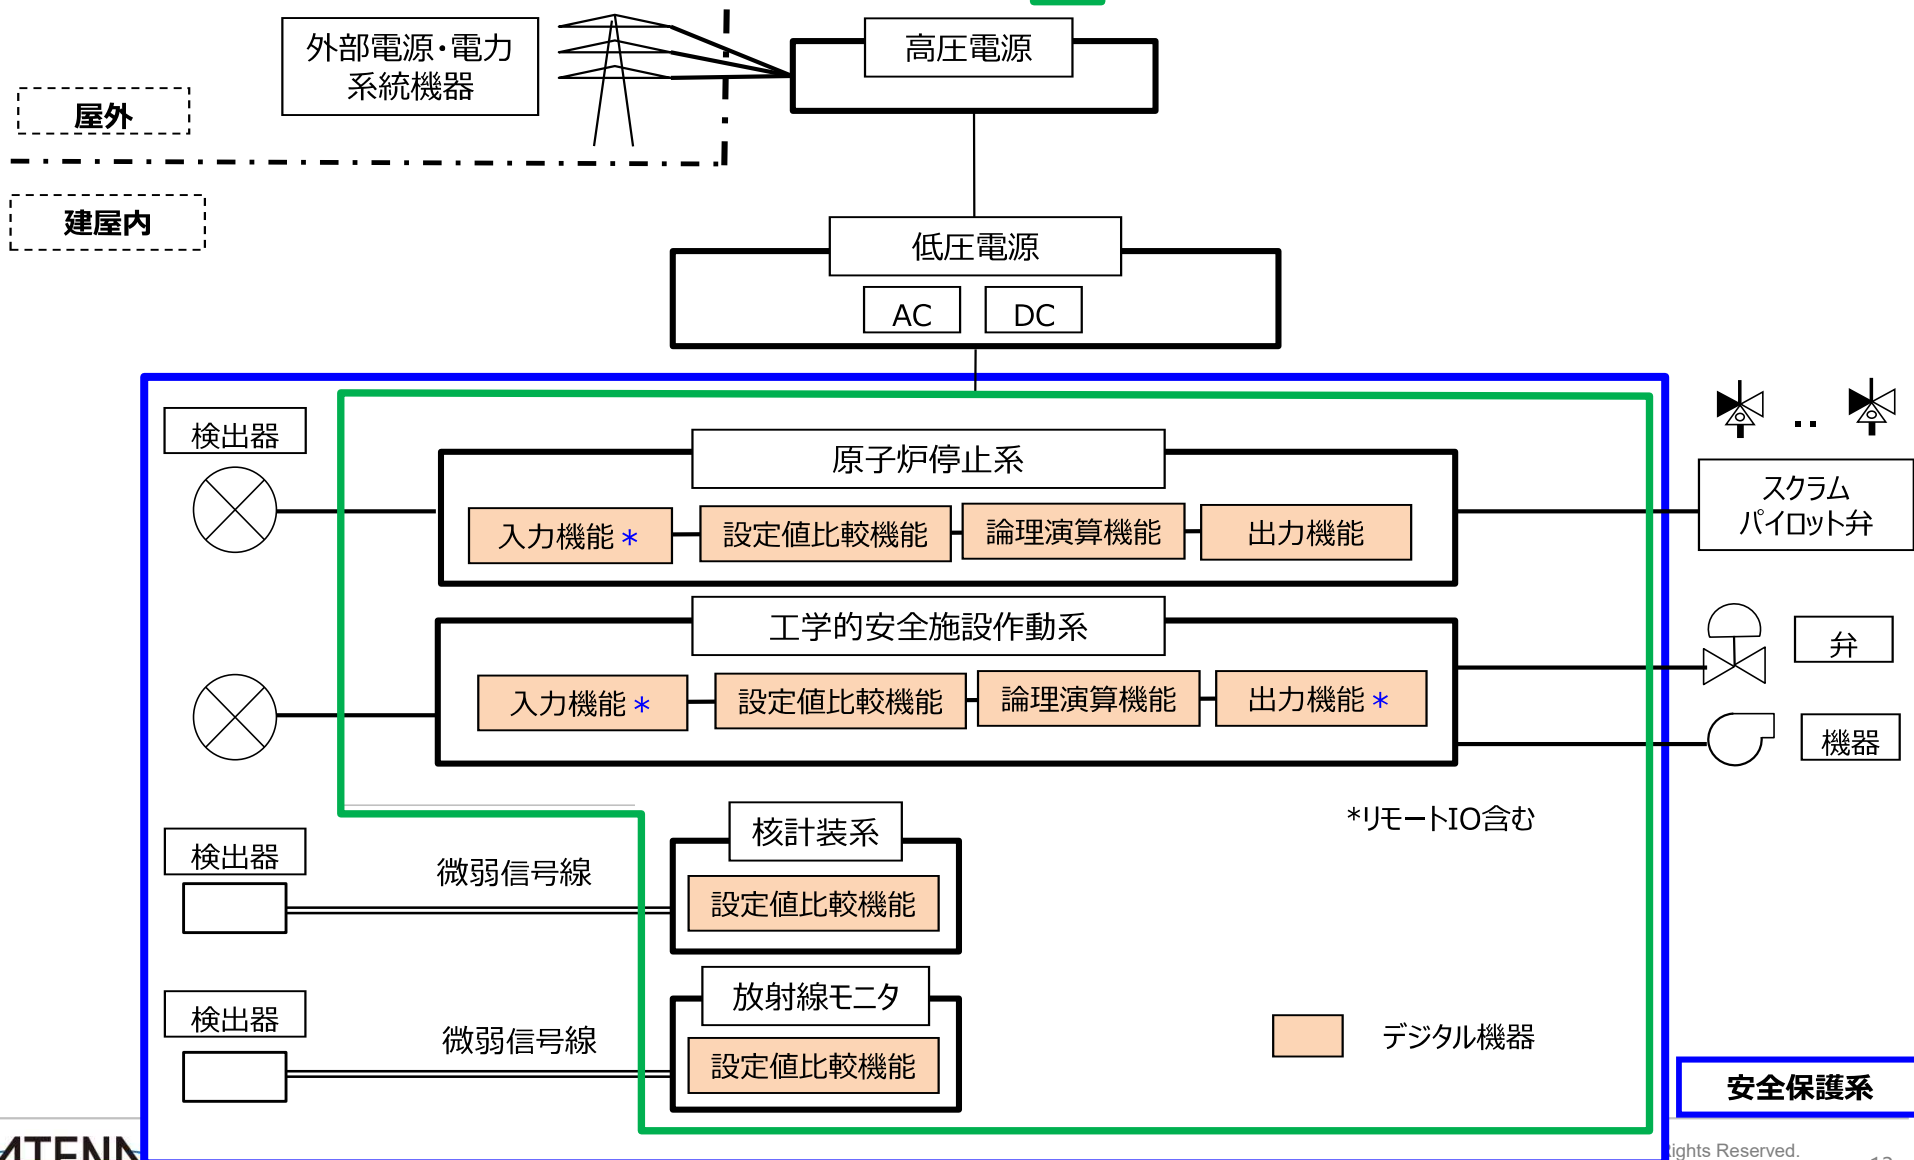 外部電源・電力
系統機器
高圧電源
屋外
建屋内
低圧電源
AC
DC
検出器
原子炉停止系
入力機能*
設定値比較機能
論理演算機能
出力機能
スクラム
パイロット弁
工学的安全施設作動系
入力機能*
設定値比較機能
論理演算機能
出力機能*
弁
機器
*リモートIO含む
検出器
微弱信号線
核計装系
設定値比較機能
検出器
微弱信号線
放射線モニタ
設定値比較機能
デジタル機器
安全保護系
Rights Reserved.